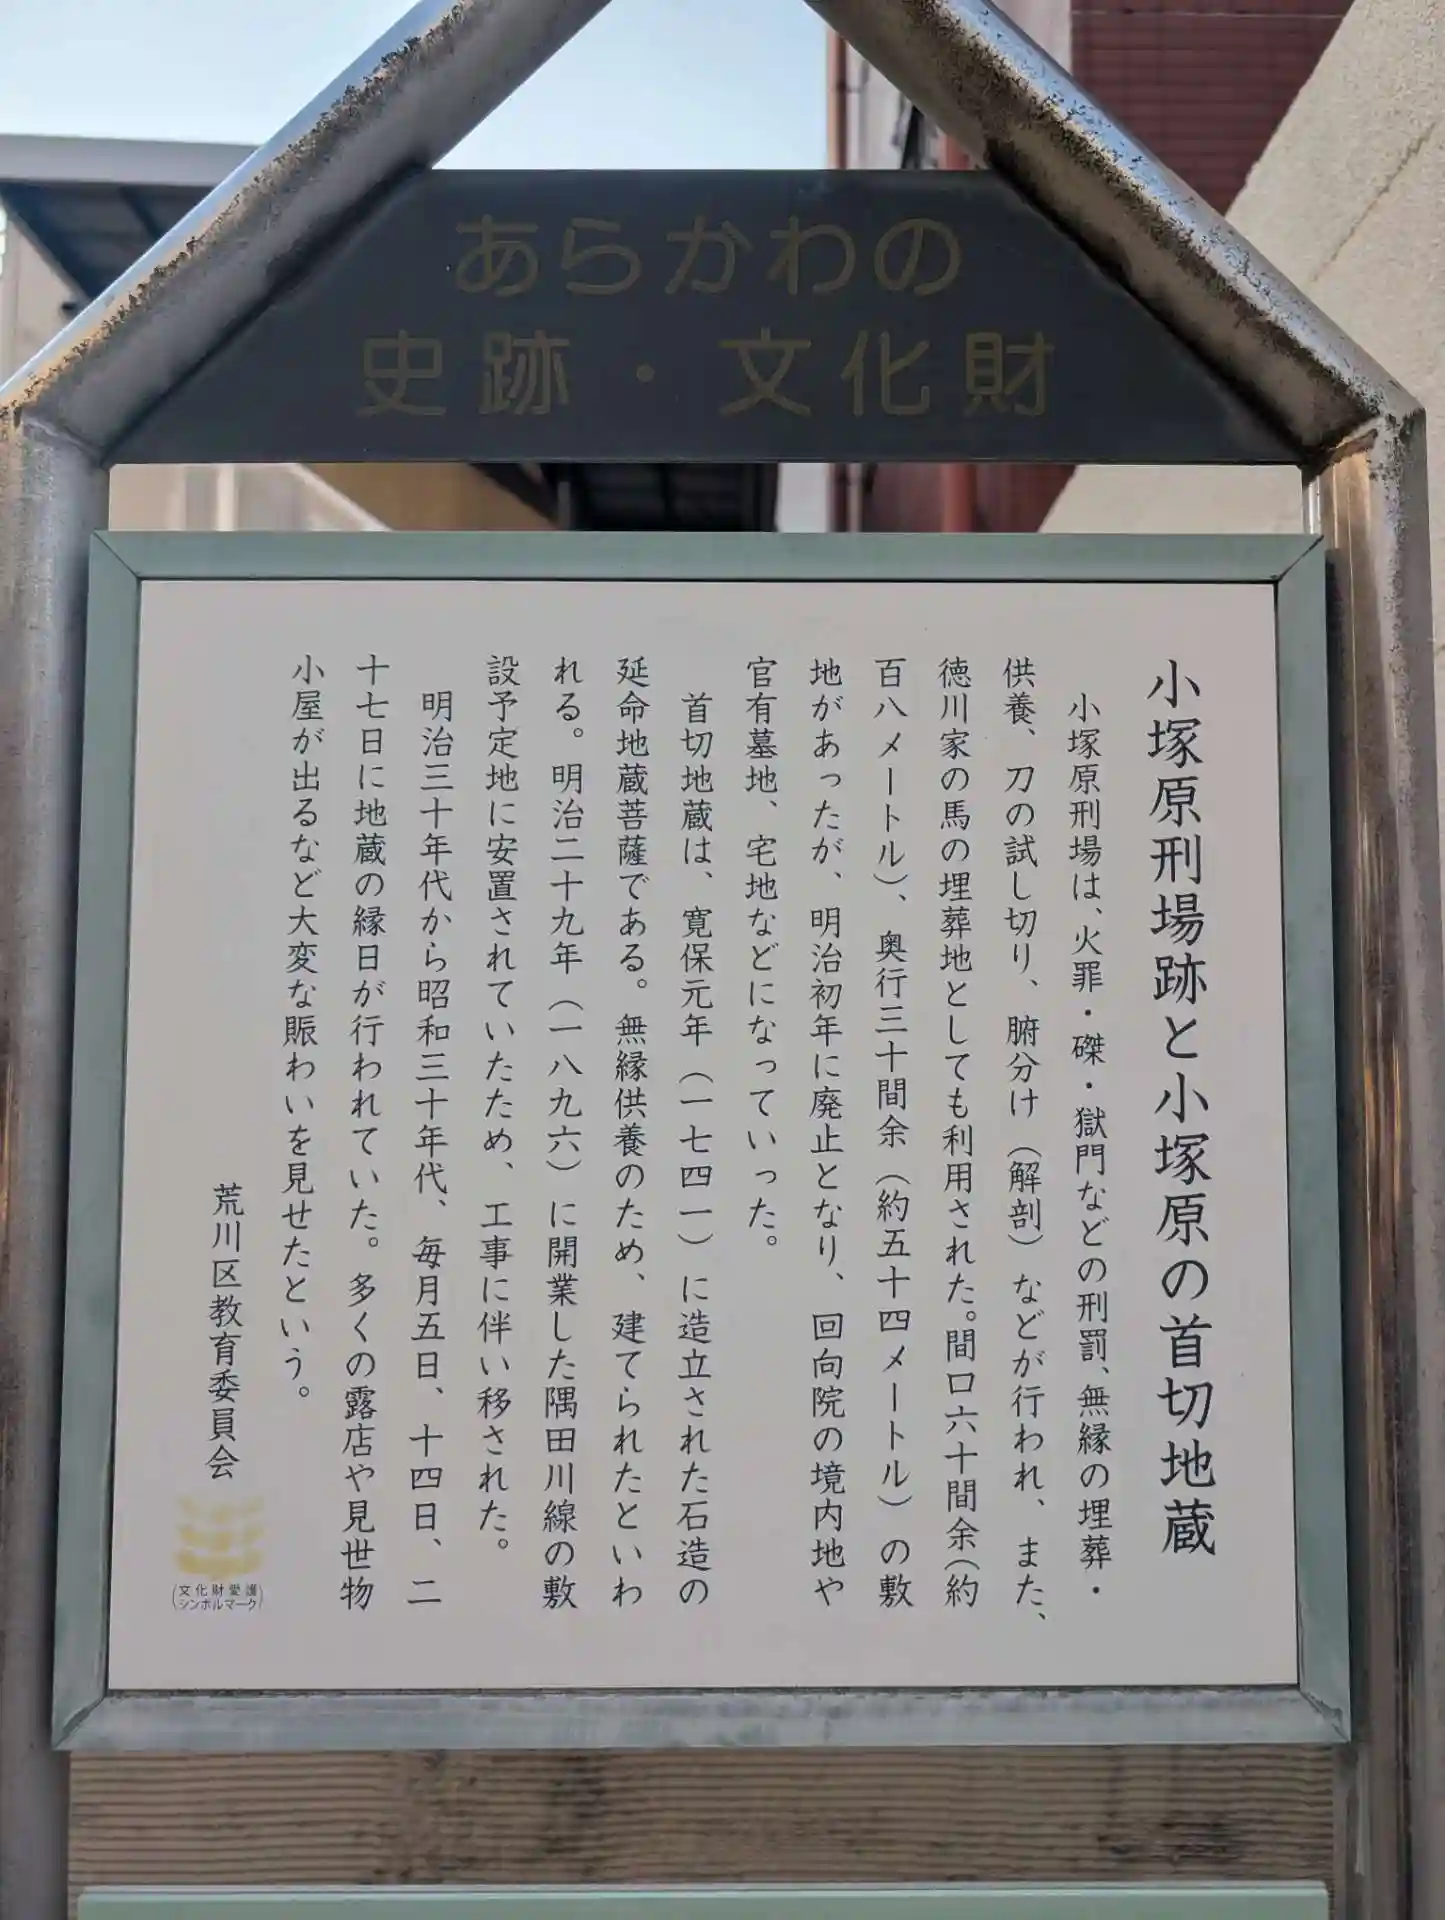 あらかわの
史跡・文化財
小塚原刑場跡と小塚原の首切地蔵
小塚原刑場は、火罪・磔・獄門などの刑罰、無縁の埋葬・
供養、刀の試し切り、腑分け（解剖）などが行われ、また、
徳川家の馬の埋葬地としても利用された。間口六十間余（約
百八メートル）、奥行三十間余（約五十四メートル）の敷
地があったが、明治初年に廃止となり、回向院の境内地や
官有墓地、宅地などになっていった。
首切地蔵は、寛保元年（一七四一）に造立された石造の
延命地蔵菩薩である。無縁供養のため、建てられたといわ
れる。明治二十九年（一八九六）に開業した隅田川線の敷
設予定地に安置されていたため、工事に伴い移された。
明治三十年代から昭和三十年代、毎月五日、十四日、二
十七日に地蔵の縁日が行われていた。多くの露店や見世物
小屋が出るなど大変な賑わいを見せたという。
荒川区教育委員会
（文化財愛護
シンボルマーク）